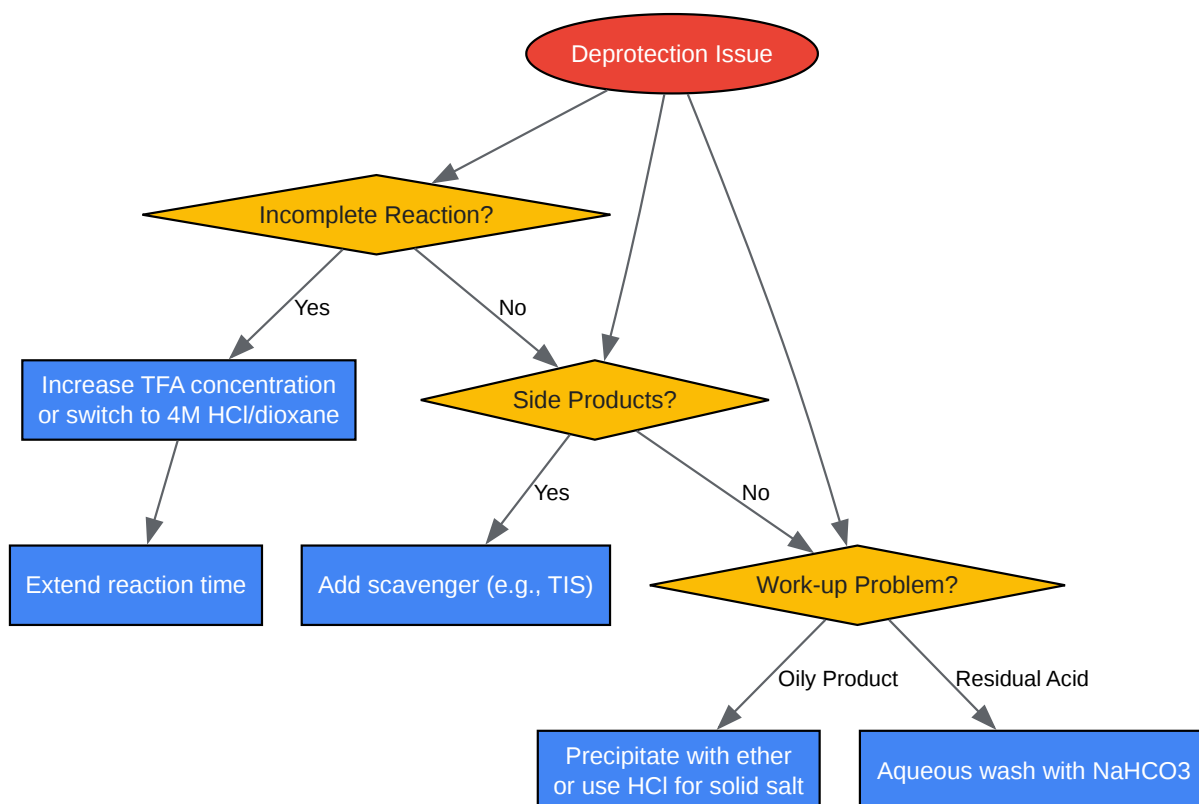 Deprotection Issue
Incomplete Reaction?
Yes
No
Increase TFA concentration
or switch to 4M HCl/dioxane
Side Products?
Yes
No
Extend reaction time
Add scavenger (e.g., TIS)
Work-up Problem?
Oily Product
Residual Acid
Precipitate with ether
or use HCl for solid salt
Aqueous wash with NaHCO3